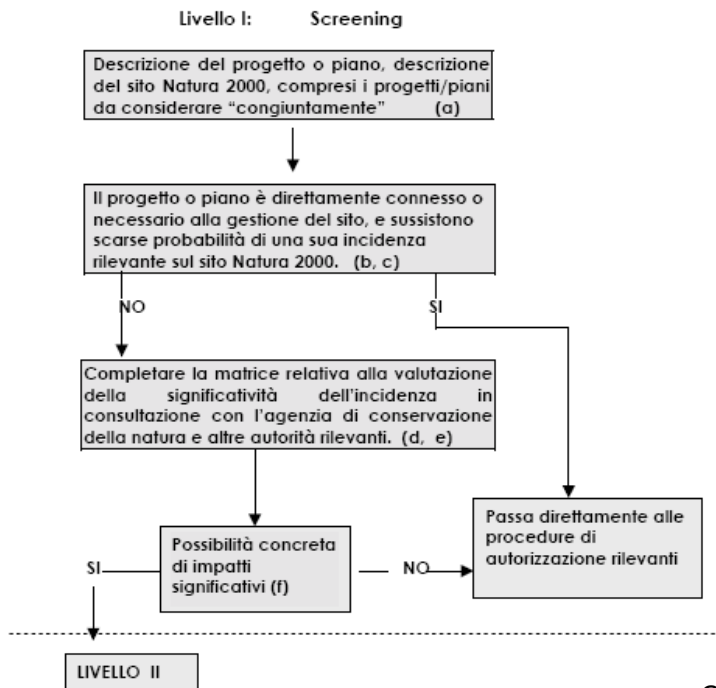 Livello I: Screening
Descrizione del progetto o piano, descrizione
del sito Natura 2000, compresi i progetti/piani
da considerare “congiuntamente” (a)
Il progetto o piano è direttamente connesso o
necessario alla gestione del sito, e sussistono
scarse probabilità di una sua incidenza
rilevante sul sito Natura 2000. (b, c)
NO
SI
Completare la matrice relativa alla valutazione
della significatività dell’incidenza in
consultazione con l’agenzia di conservazione
della natura e altre autorità rilevanti. (d, e)
Possibilità concreta
di impatti
significativi (f)
SI
NO
Passa direttamente alle
procedure di
autorizzazione rilevanti
LIVELLO II